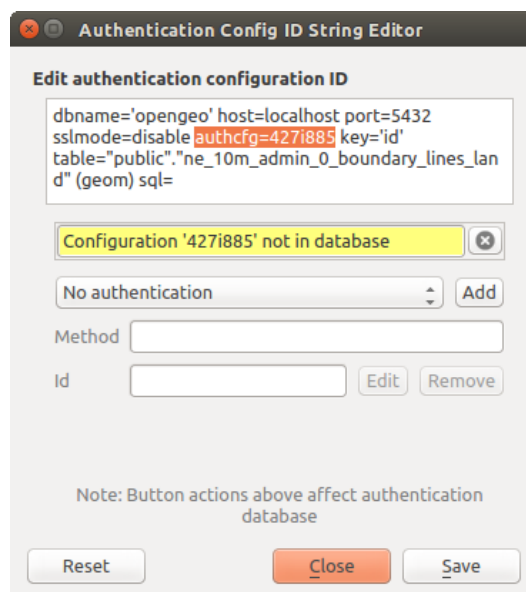 Authentication Config ID String Editor
Edit authentication configuration ID
dbname='opengeo' host=localhost port=5432
sslmode=disable authcfg=427i885 key='id'
table="public"."ne_10m_admin_0_boundary_lines_lan
d" (geom) sql=
Configuration '427i885' not in database
No authentication
Add
Method
Id
Edit
Remove
Note: Button actions above affect authentication
database
Reset
Close
Save